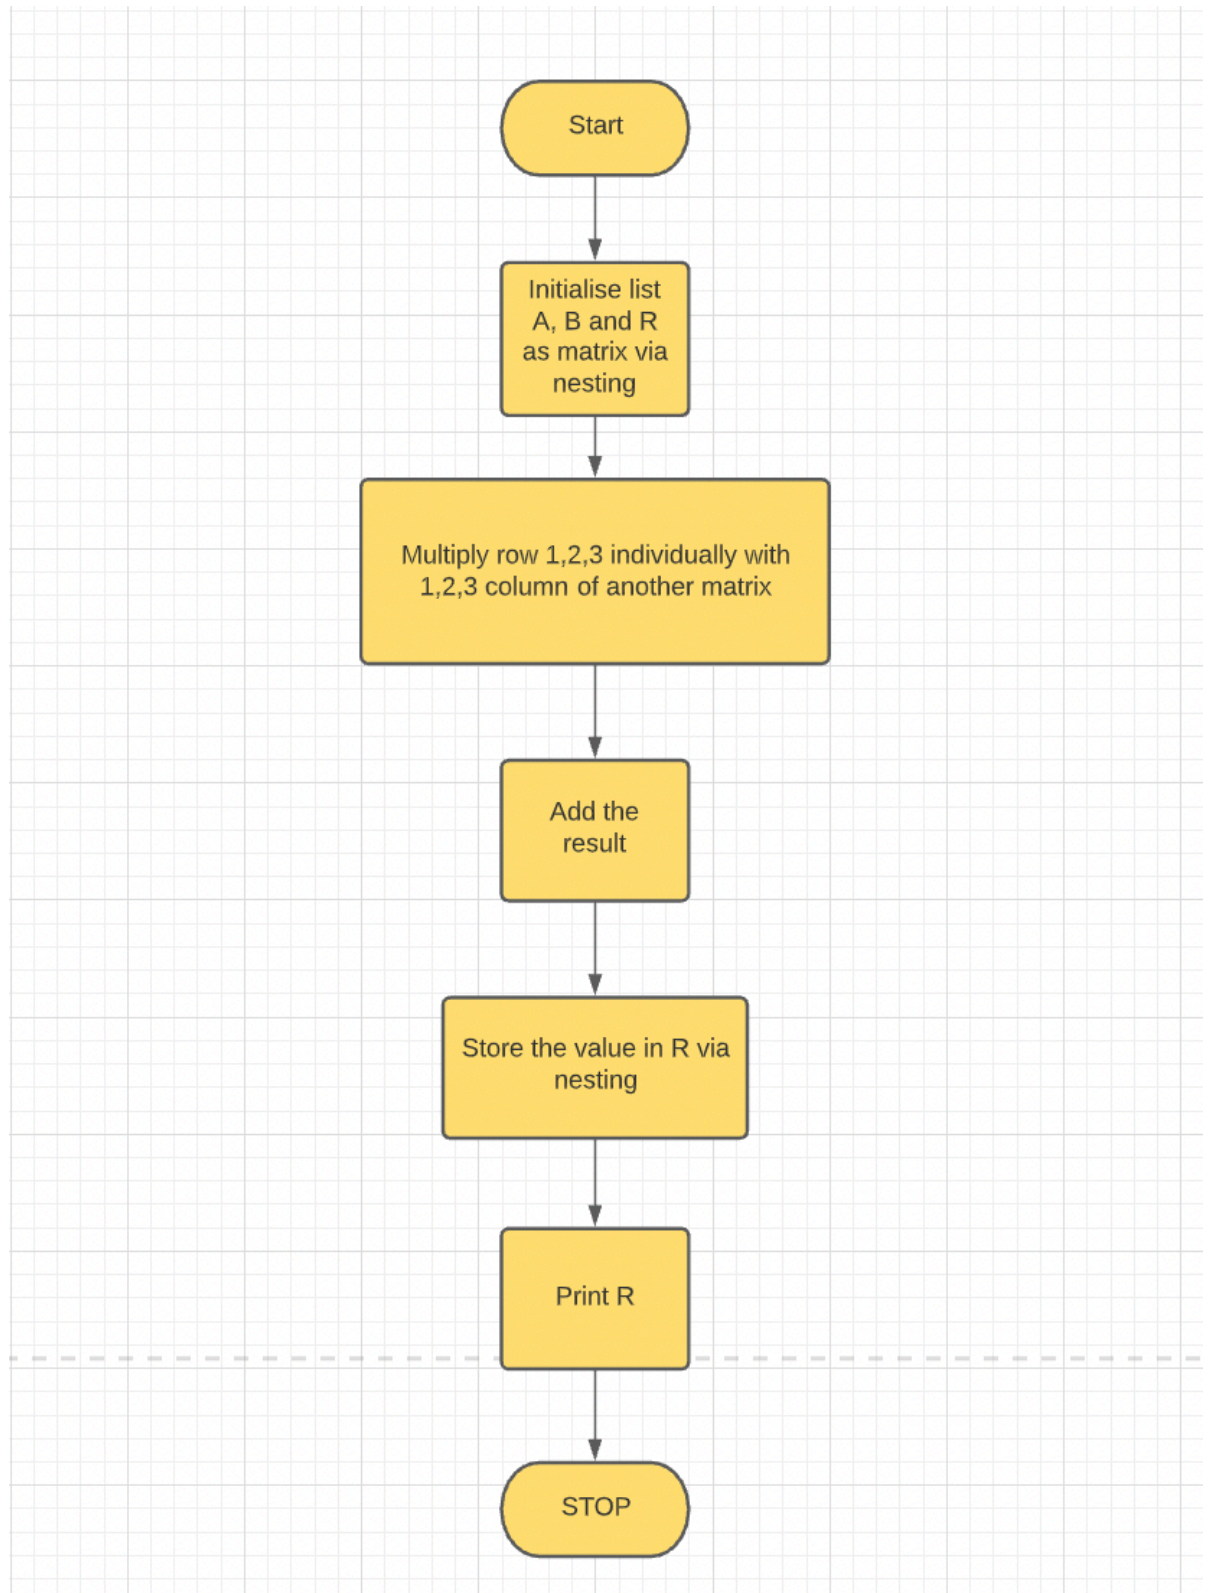 Start
Initialise list
A, B and R
as matrix via
nesting
Multiply row 1,2,3 individually with
1,2,3 column of another matrix
Add the
result
Store the value in R via
nesting
Print R
STOP